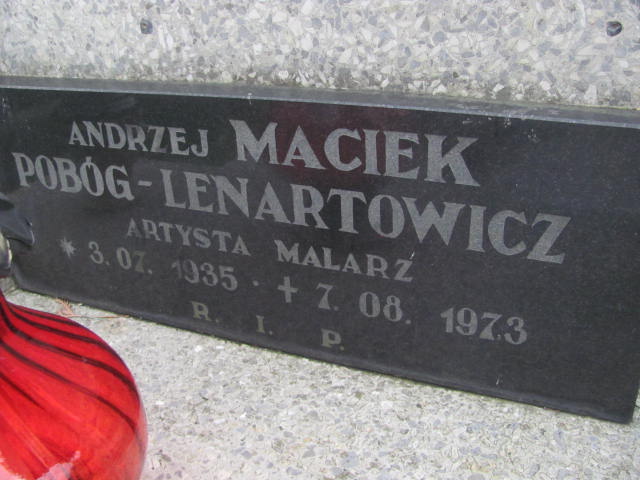 ANDRZEJ MACIEK
POBÓG-LENARTOWICZ
ARTYSTA MALARZ
* 3. 07. 1935 · + 7. 08. 1973
R. I. P.